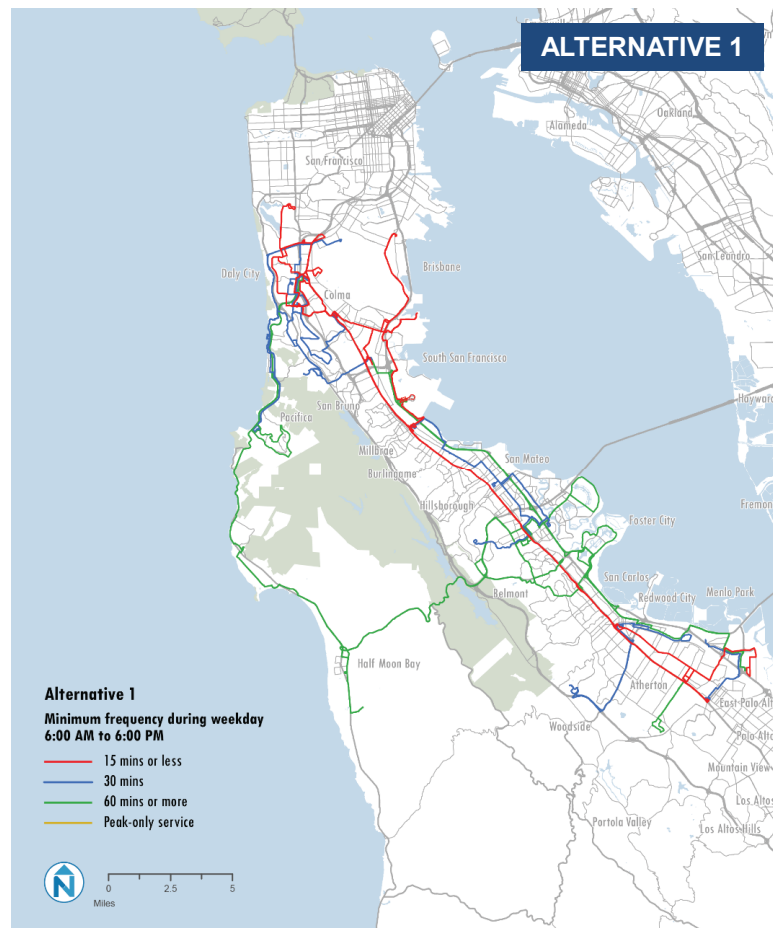 ALTERNATIVE 1
Oakland
Alameda
San Francisco
San Leandro
Daly City
Brisbane
Colma
South San Francisco
Hayward
San Bruno
Pacifica
Millbrae
San Mateo
Burlingame
Hillsborough
Fremon
Foster City
San Carlos
Belmont
Redwood City
Menlo Park
Half Moon Bay
Atherton
East Palo Alt
Woodside
Palo Alto
Mountain View
Los Altos
Portola Valley
Los Altos Hills
Alternative 1
Minimum frequency during weekday
6:00 AM to 6:00 PM
15 mins or less
30 mins
60 mins or more
Peak-only service
N
0 2.5 5
Miles